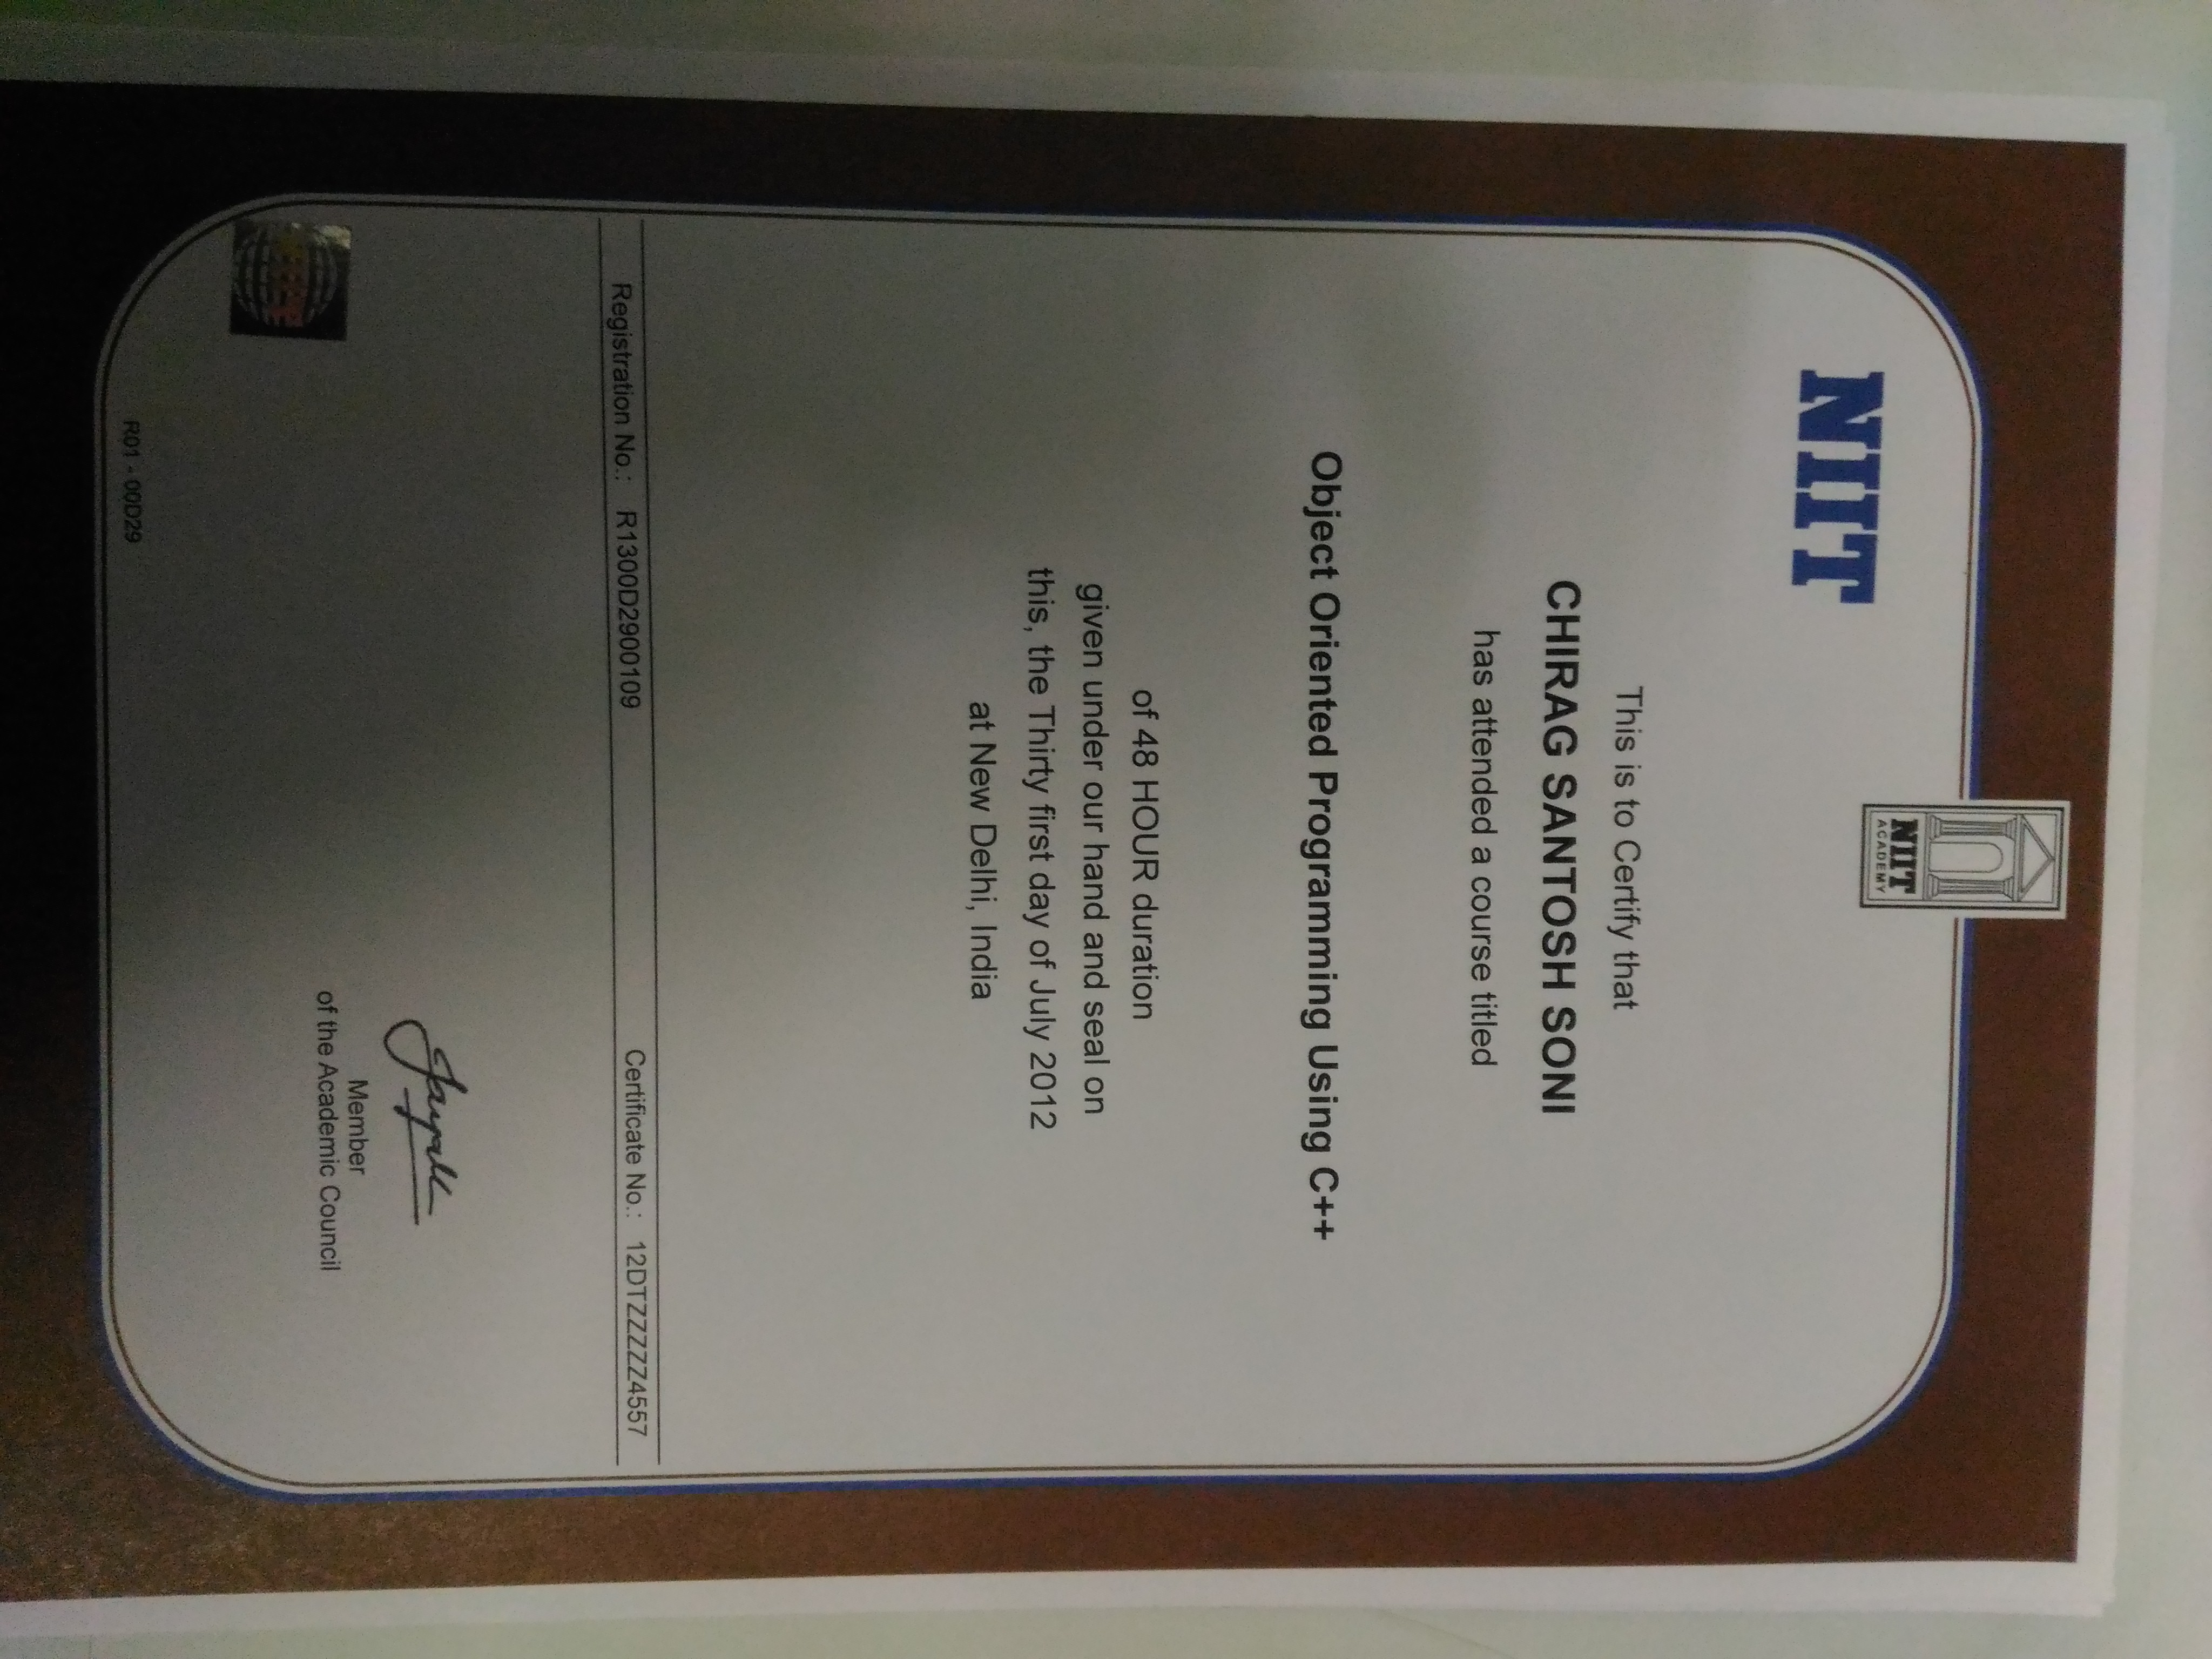 NIIT
ACADEMY
NIIT
This is to Certify that
CHIRAG SANTOSH SONI
has attended a course titled
Object Oriented Programming Using C++
of 48 HOUR duration
given under our hand and seal on
this, the Thirty first day of July 2012
at New Delhi, India
Registration No.: R1300D2900109 Certificate No.: 12DTZZZZZ4557
Member
of the Academic Council
NIIT
R01 - 00D29